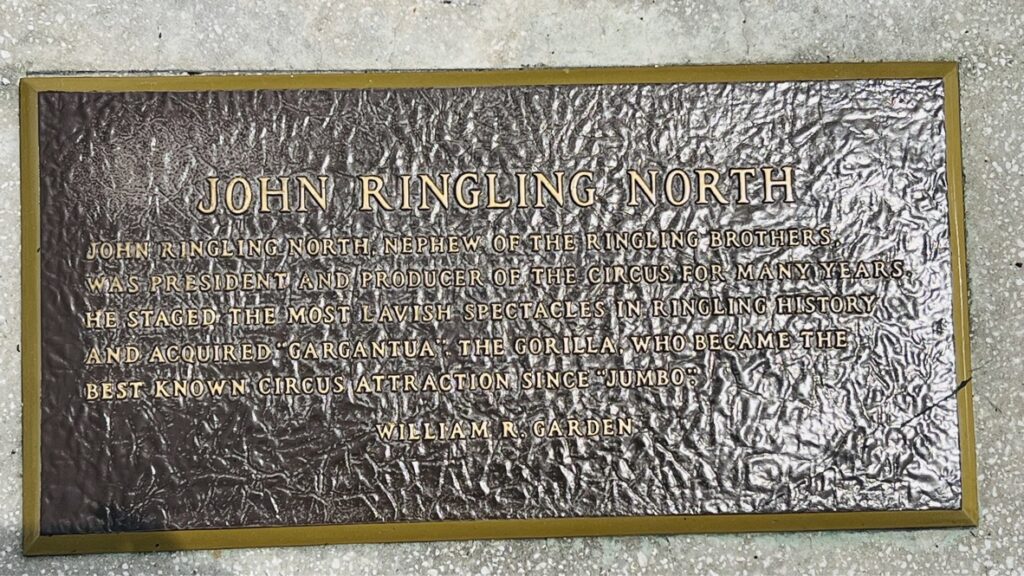 JOHN RINGLING NORTH
JOHN RINGLING NORTH, NEPHEW OF THE RINGLING BROTHERS,
WAS PRESIDENT AND PRODUCER OF THE CIRCUS FOR MANY YEARS.
HE STAGED THE MOST LAVISH SPECTACLES IN RINGLING HISTORY
AND ACQUIRED "GARGANTUA", THE GORILLA, WHO BECAME THE
BEST KNOWN CIRCUS ATTRACTION SINCE "JUMBO".
WILLIAM R. GARDEN